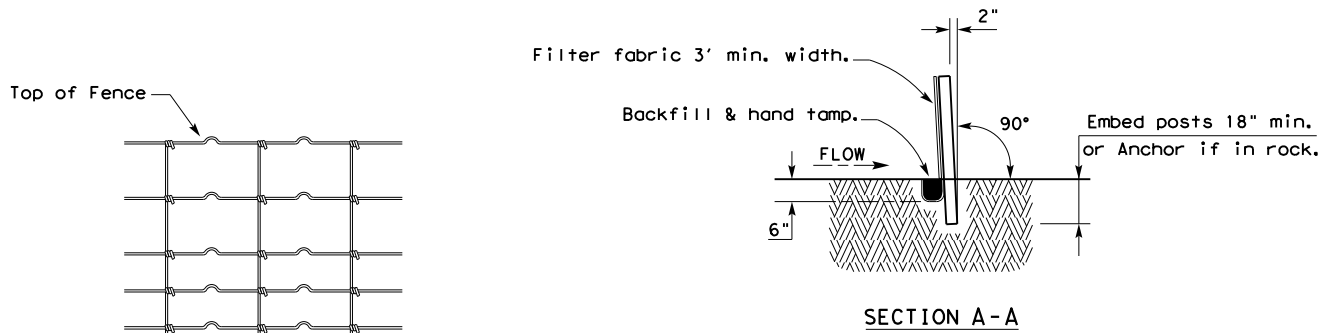 Top of Fence
2"
Filter fabric 3' min. width.
Backfill & hand tamp.
90°
FLOW
Embed posts 18" min.
or Anchor if in rock.
6"
SECTION A-A